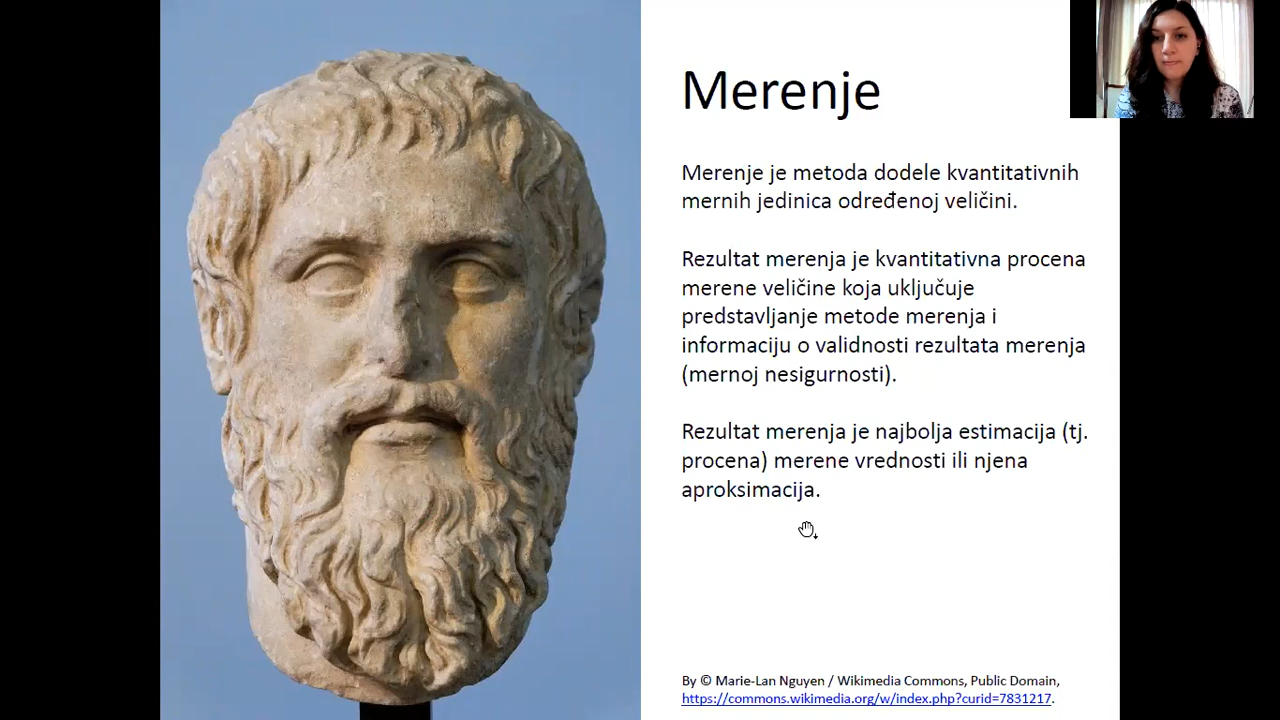 Merenje
Merenje je metoda dodele kvantitativnih
mernih jedinica određenoj veličini.
Rezultat merenja je kvantitativna procena
merene veličine koja uključuje
predstavljanje metode merenja i
informaciju o validnosti rezultata merenja
(mernoj nesigurnosti).
Rezultat merenja je najbolja estimacija (tj.
procena) merene vrednosti ili njena
aproksimacija.
By © Marie-Lan Nguyen / Wikimedia Commons, Public Domain,
https://commons.wikimedia.org/w/index.php?curid=7831217.